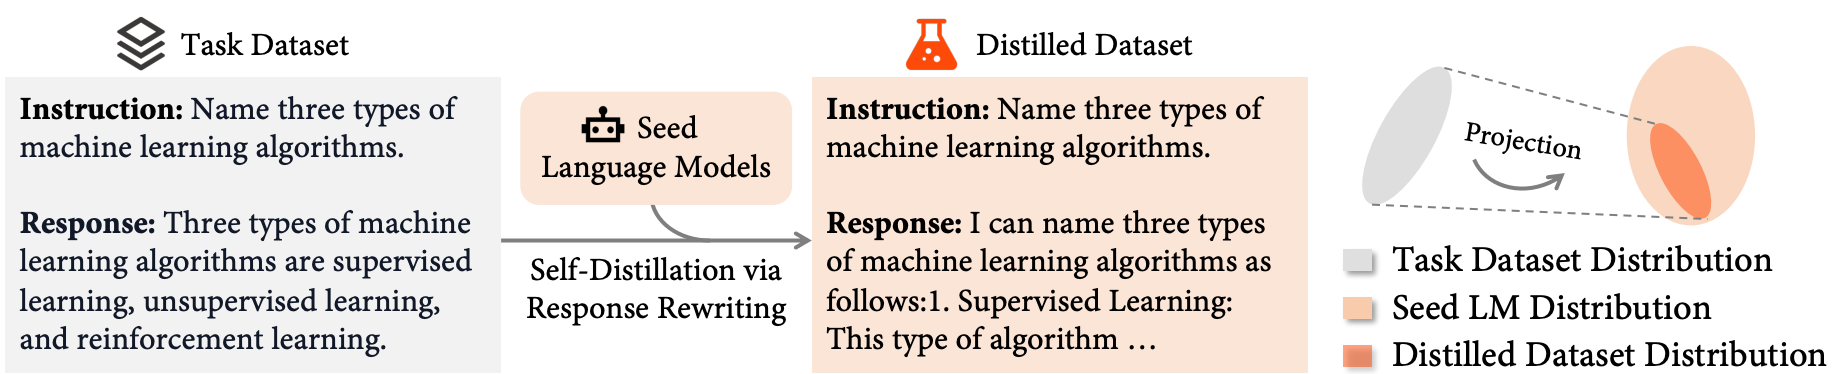 Task Dataset
Instruction: Name three types of
machine learning algorithms.
Response: Three types of machine
learning algorithms are supervised
learning, unsupervised learning,
and reinforcement learning.
Seed
Language Models
Self-Distillation via
Response Rewriting
Distilled Dataset
Instruction: Name three types of
machine learning algorithms.
Response: I can name three types
of machine learning algorithms as
follows:1. Supervised Learning:
This type of algorithm …
Projection
Task Dataset Distribution
Seed LM Distribution
Distilled Dataset Distribution